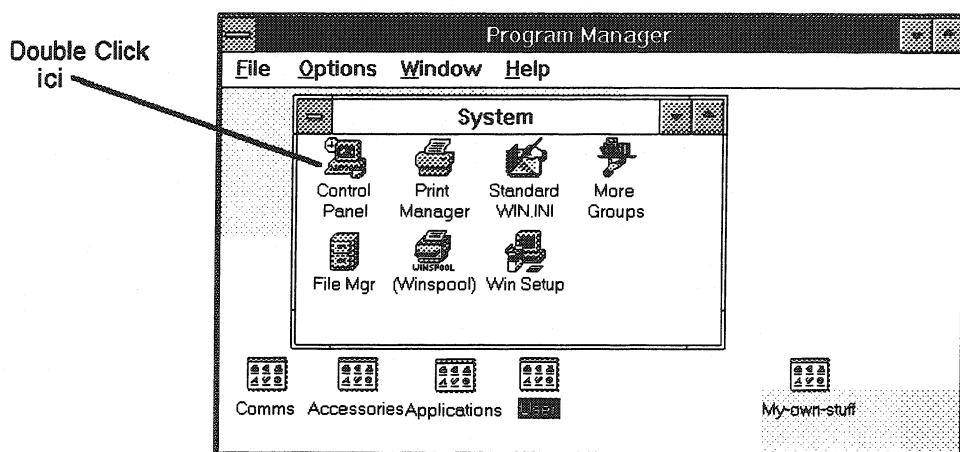 Double Click
ici
Program Manager
File Options Window Help
System
Control
Panel
Print
Manager
Standard
WIN.INI
More
Groups
File Mgr
WINSPOOL
(Winspool)
Win Setup
Comms
Accessories
Applications
User
My-own-stuff